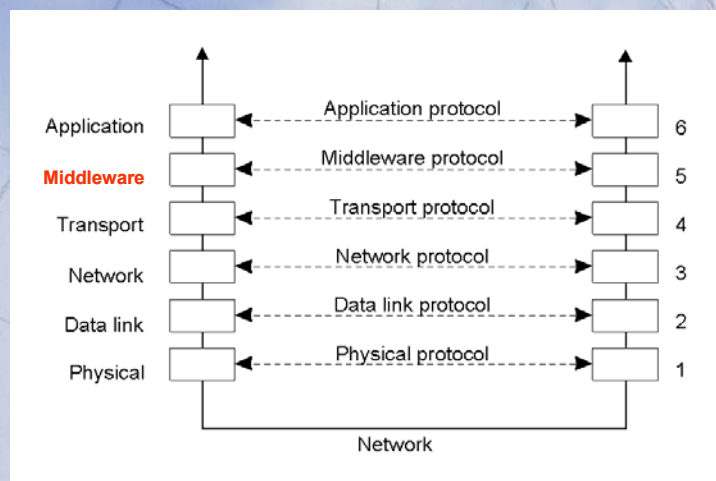 Application Application protocol 6
Middleware Middleware protocol 5
Transport Transport protocol 4
Network Network protocol 3
Data link Data link protocol 2
Physical Physical protocol 1
Network